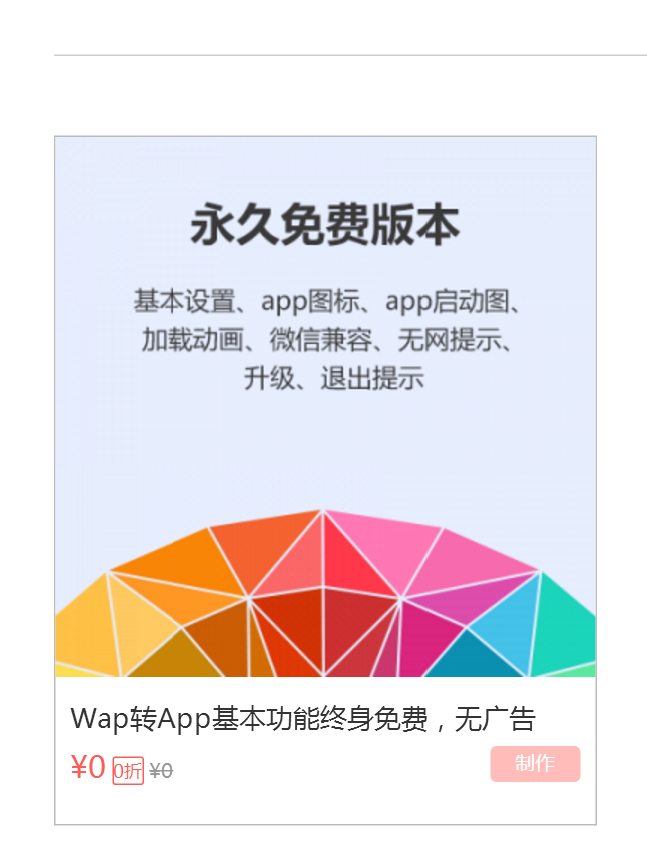 永久免费版本
基本设置、app图标、app启动图、
加载动画、微信兼容、无网提示、
升级、退出提示
Wap转App基本功能终身免费，无广告
¥0 0折 ¥0 制作